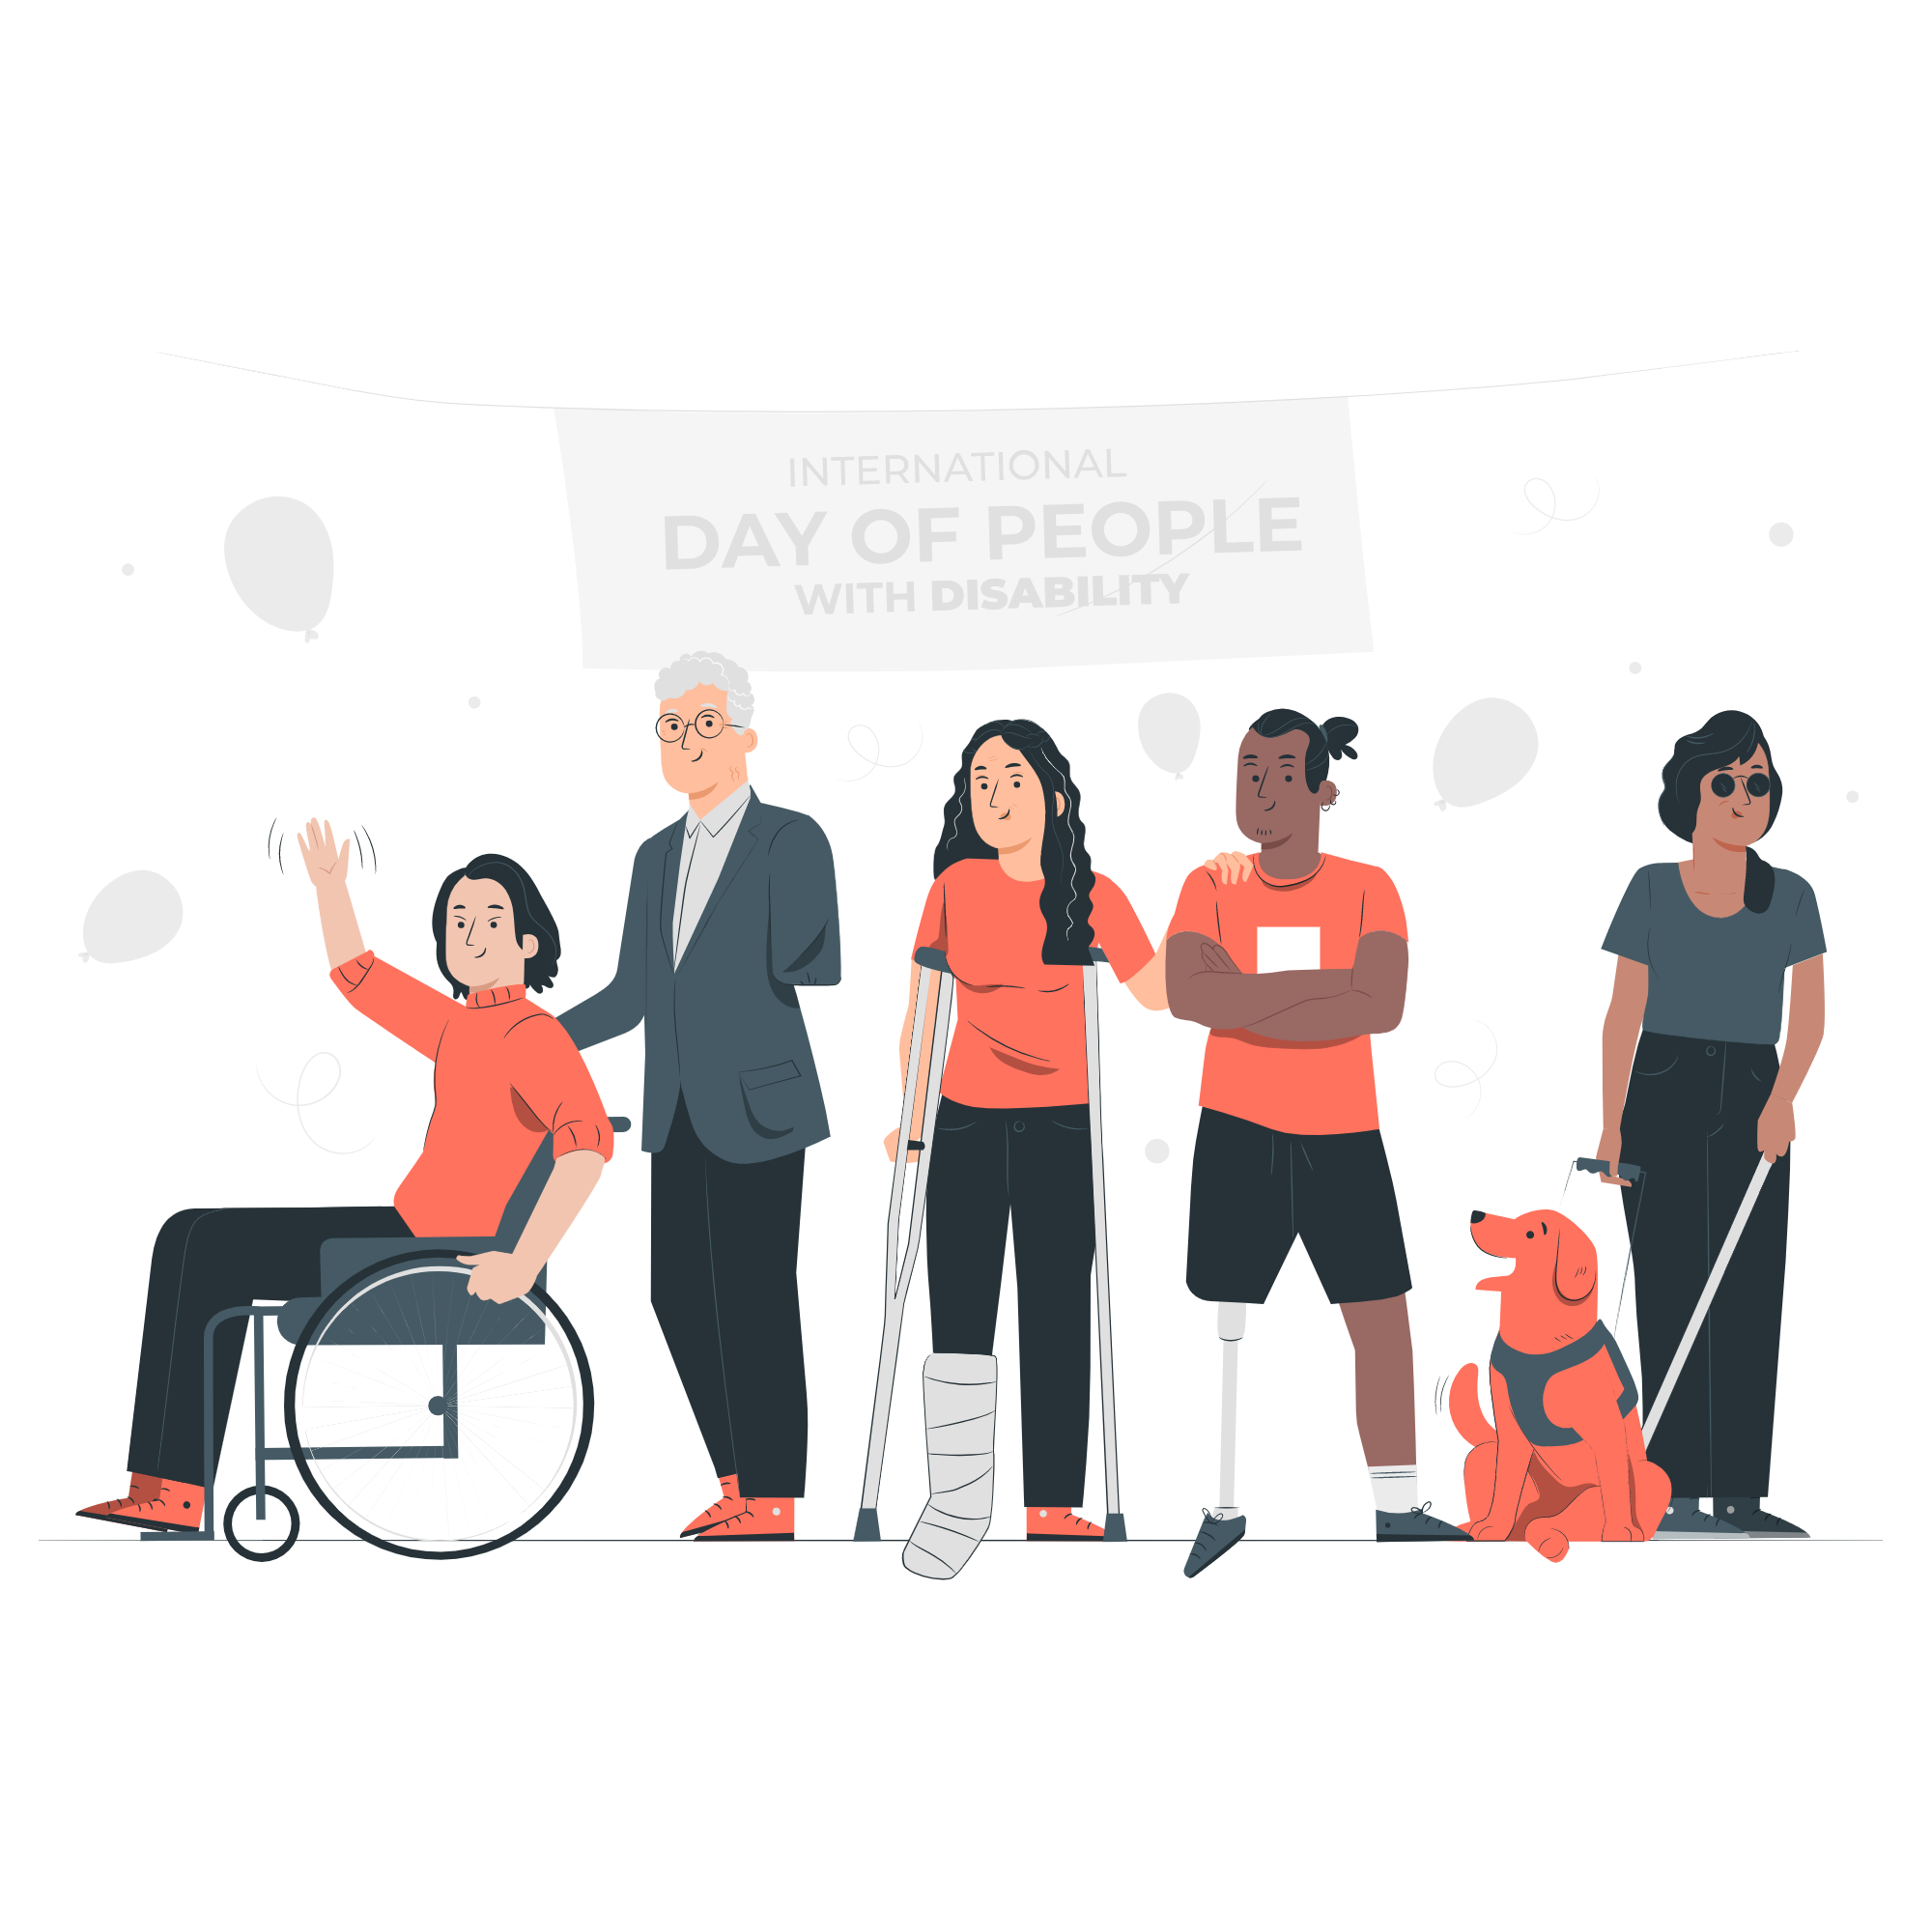 INTERNATIONAL
DAY OF PEOPLE
WITH DISABILITY